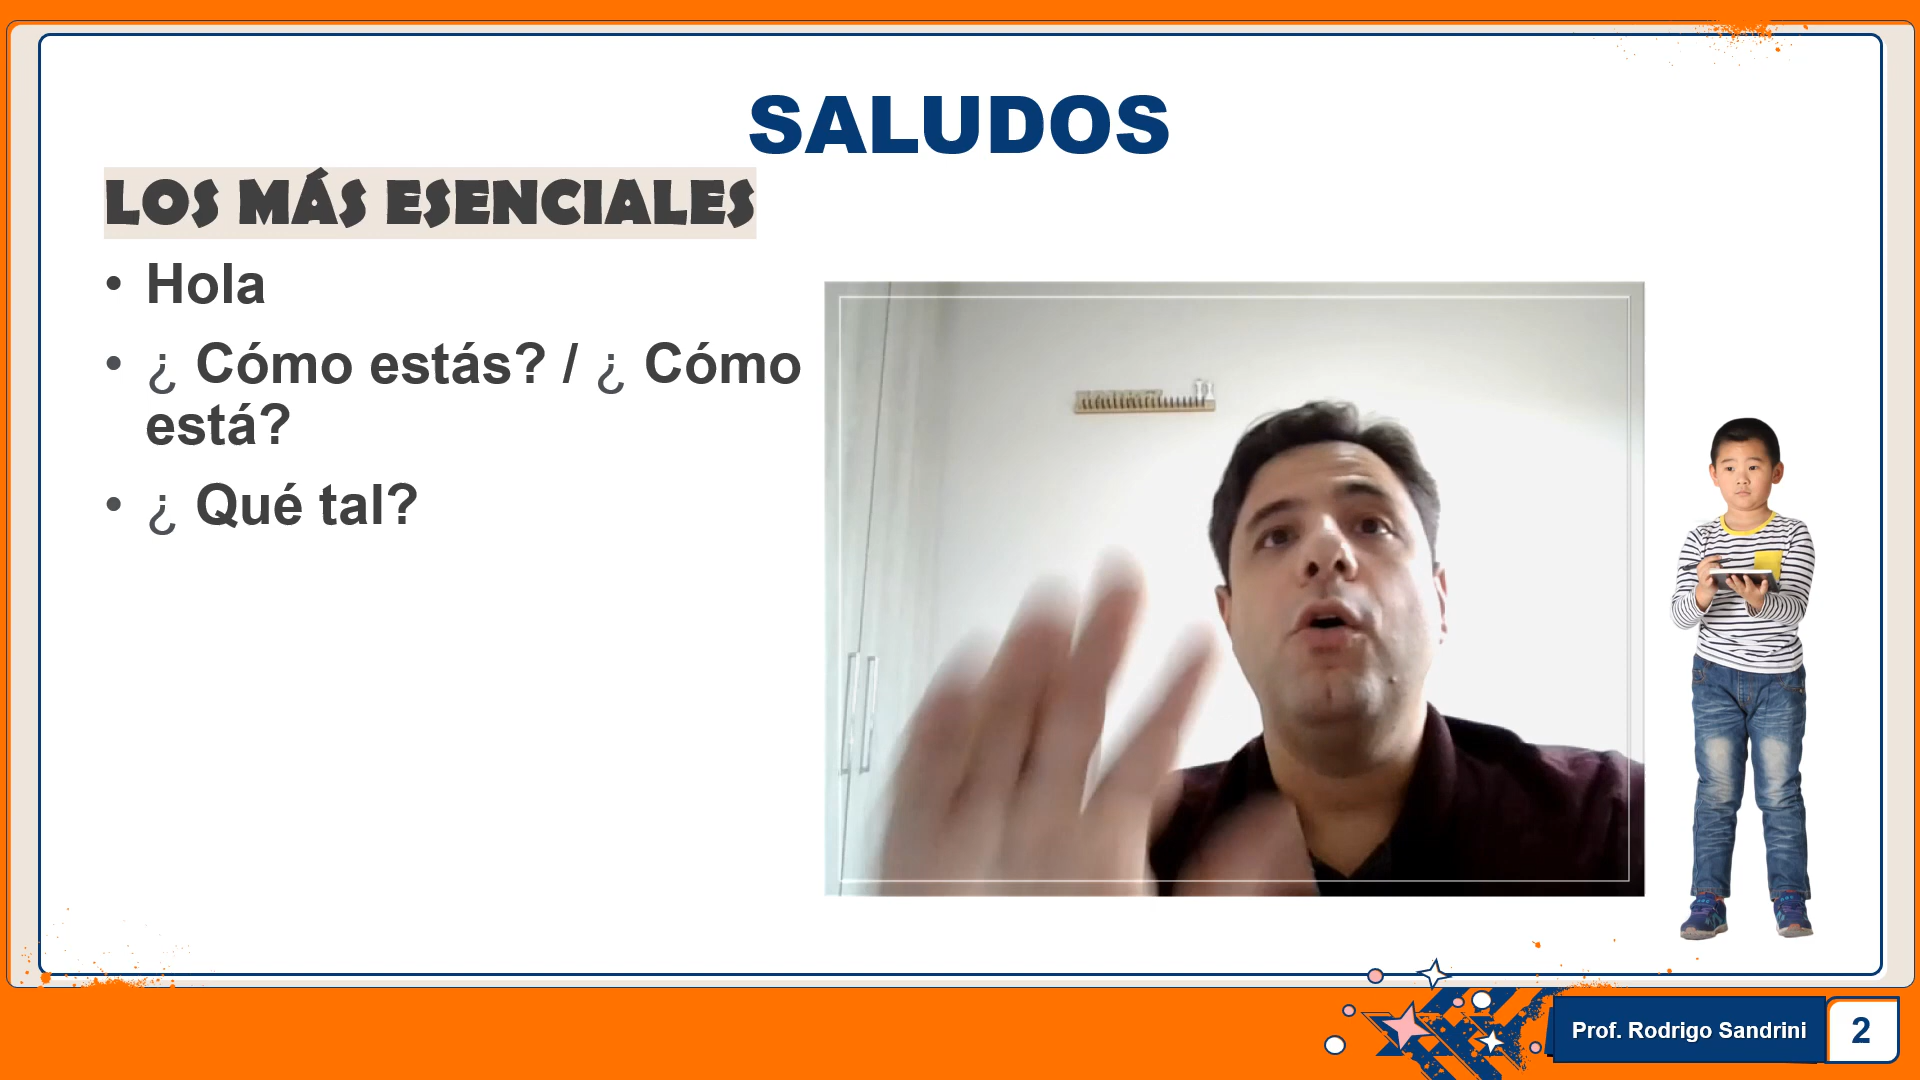 SALUDOS
LOS MÁS ESENCIALES
• Hola
• ¿ Cómo estás? / ¿ Cómo
está?
• ¿ Qué tal?
Prof. Rodrigo Sandrini
2